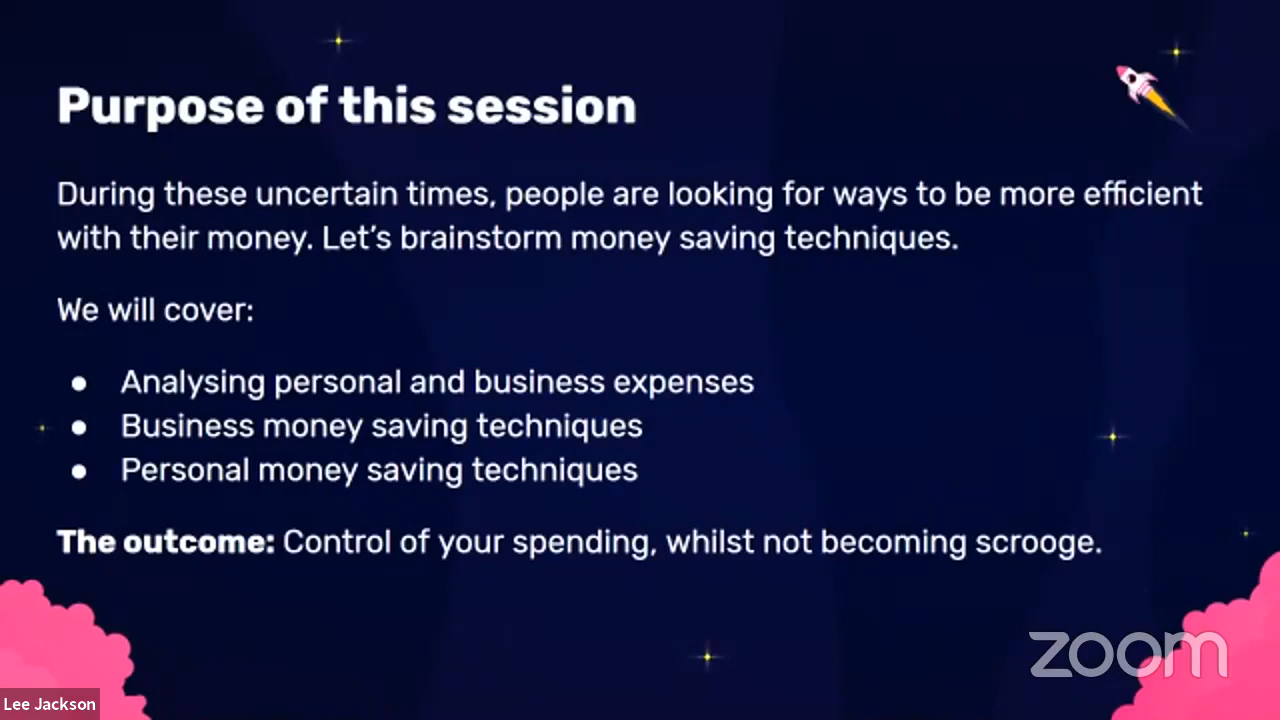 Purpose of this session
During these uncertain times, people are looking for ways to be more efficient
with their money. Let’s brainstorm money saving techniques.
We will cover:
● Analysing personal and business expenses
● Business money saving techniques
● Personal money saving techniques
The outcome: Control of your spending, whilst not becoming scrooge.
zoom
Lee Jackson